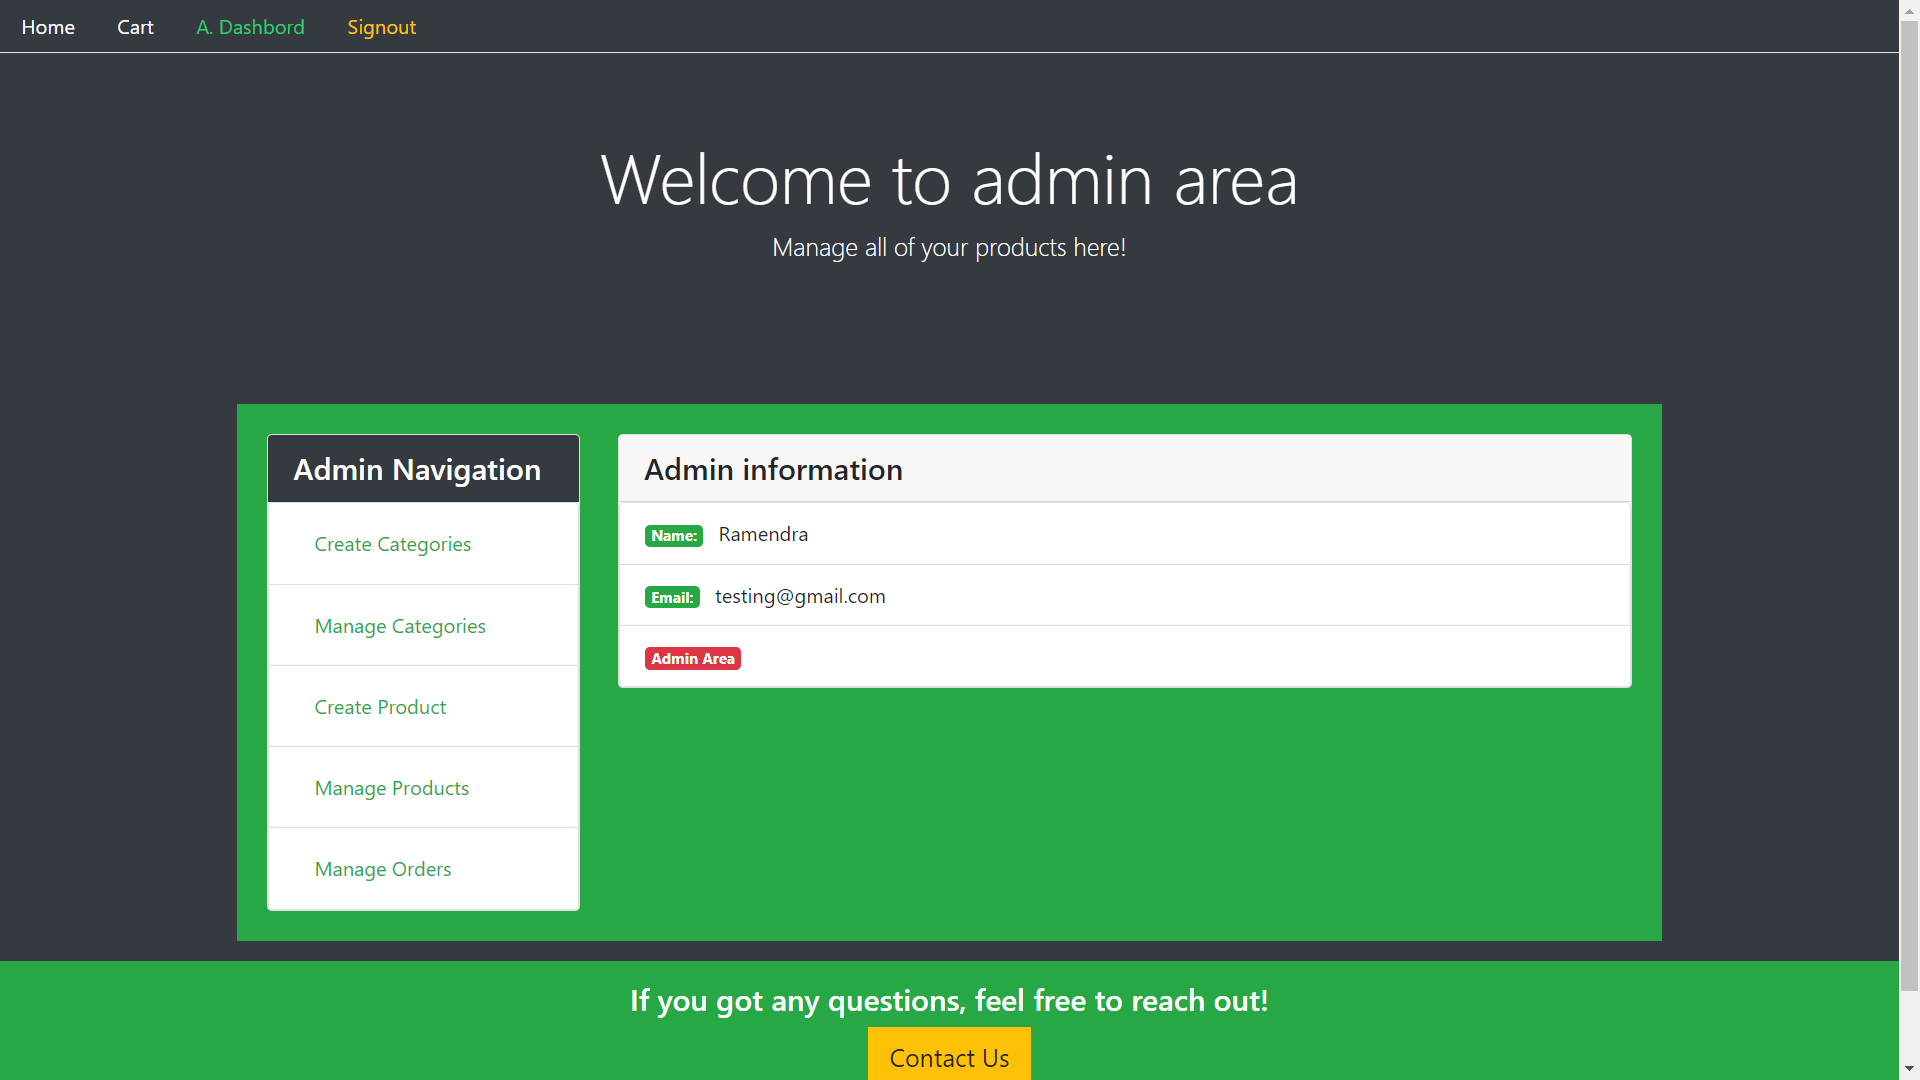 Home Cart A. Dashbord Signout
Welcome to admin area
Manage all of your products here!
Admin Navigation
Create Categories
Manage Categories
Create Product
Manage Products
Manage Orders
Admin information
Name: Ramendra
Email: testing@gmail.com
Admin Area
If you got any questions, feel free to reach out!
Contact Us